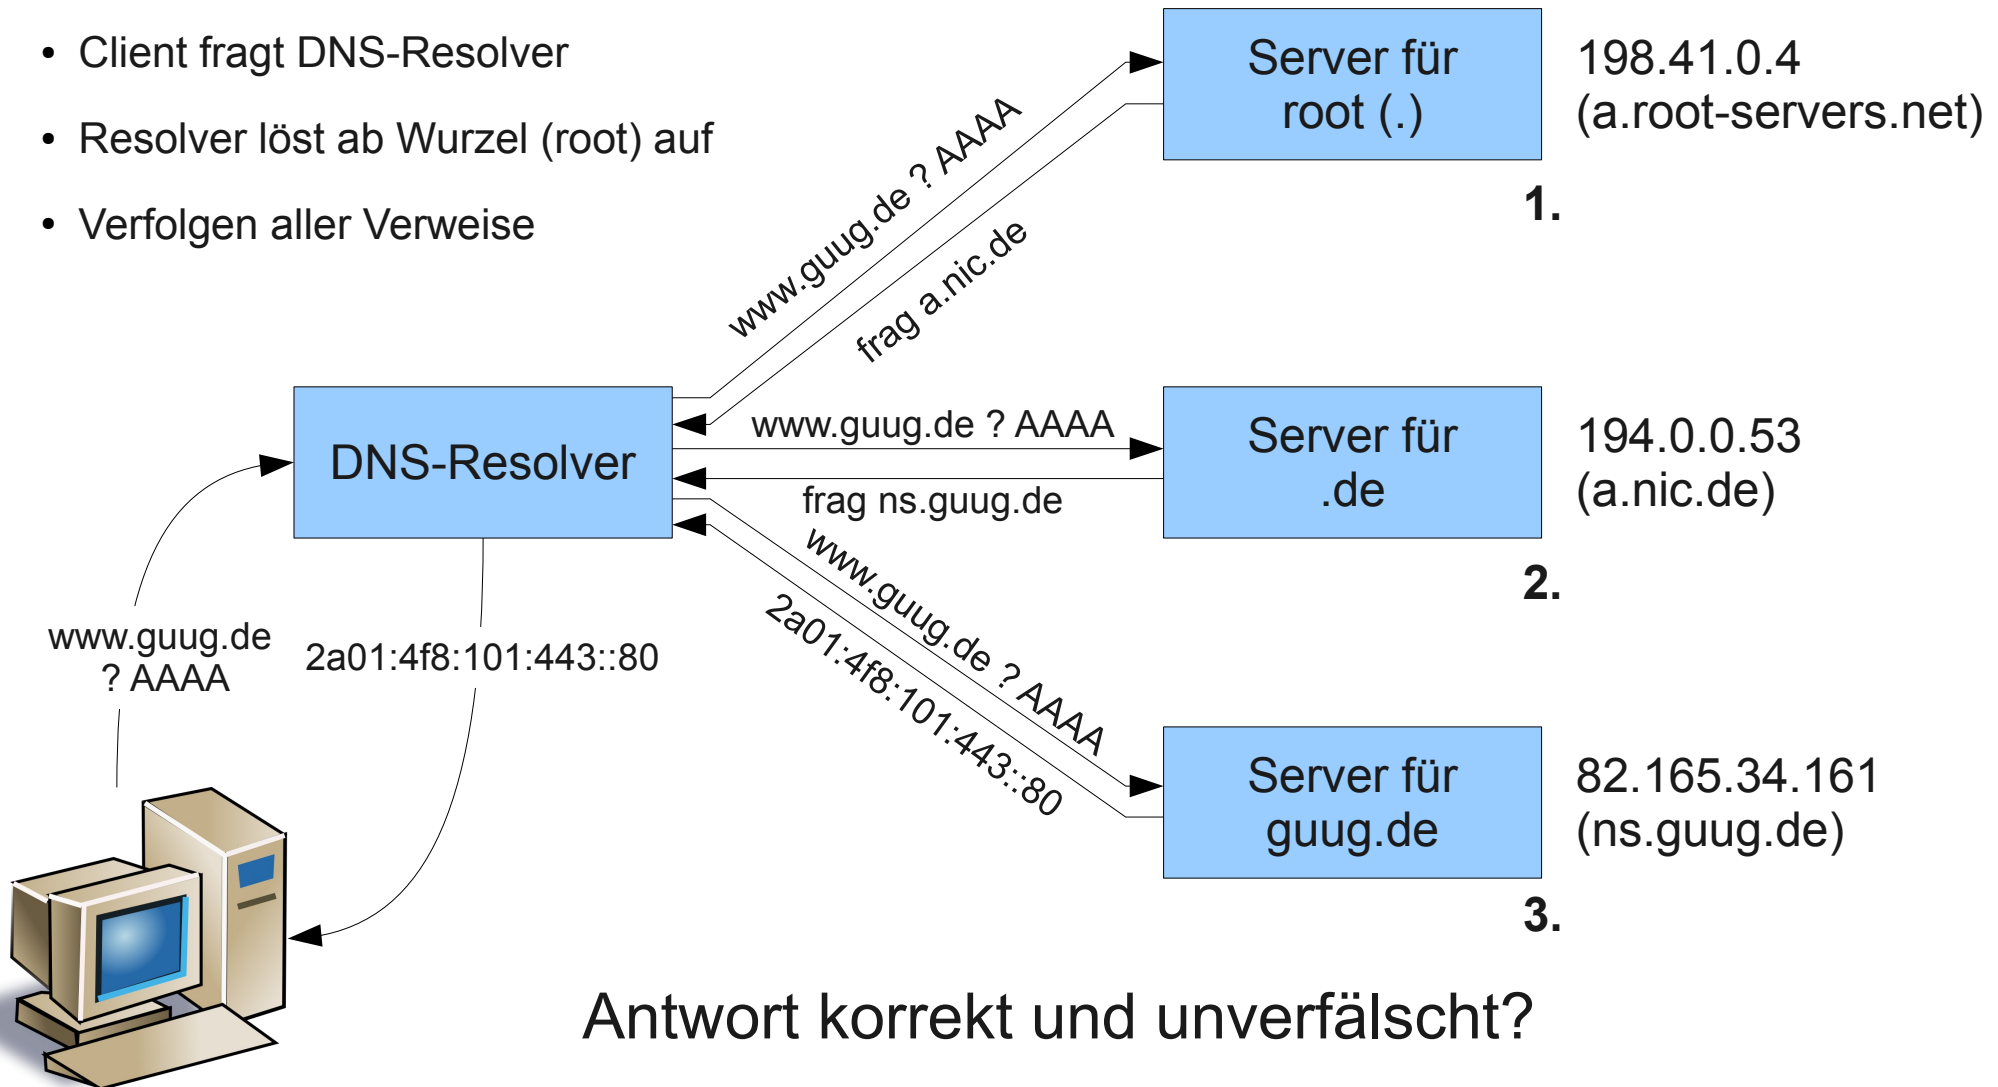 • Client fragt DNS-Resolver
• Resolver löst ab Wurzel (root) auf
• Verfolgen aller Verweise
Server für
root (.)
198.41.0.4
(a.root-servers.net)
1.
www.guug.de ? AAAA
frag a.nic.de
DNS-Resolver
www.guug.de ? AAAA
frag ns.guug.de
Server für
.de
194.0.0.53
(a.nic.de)
2.
www.guug.de ? AAAA
2a01:4f8:101:443::80
www.guug.de
? AAAA
2a01:4f8:101:443::80
Server für
guug.de
82.165.34.161
(ns.guug.de)
3.
Antwort korrekt und unverfälscht?